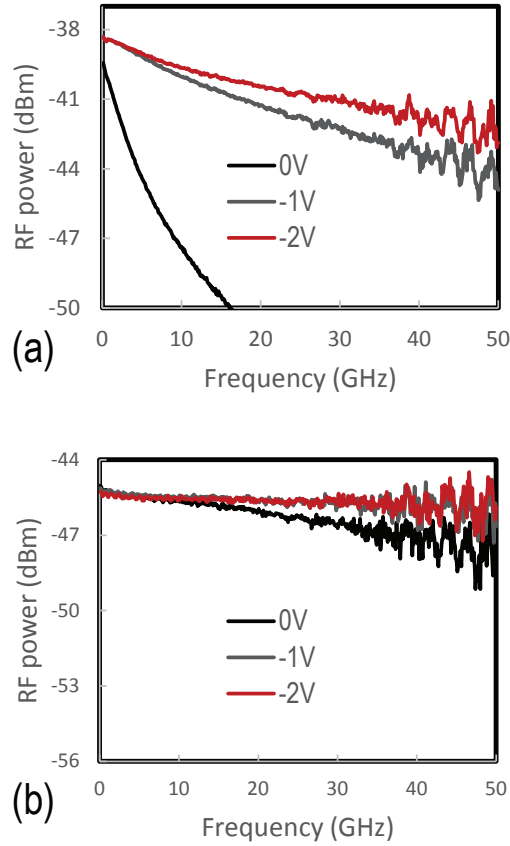 -38
-41
-44
-47
-50
RF power (dBm)
0V
-1V
-2V
0 10 20 30 40 50
Frequency (GHz)
(a)
-44
-47
-50
-53
-56
RF power (dBm)
0V
-1V
-2V
0 10 20 30 40 50
Frequency (GHz)
(b)